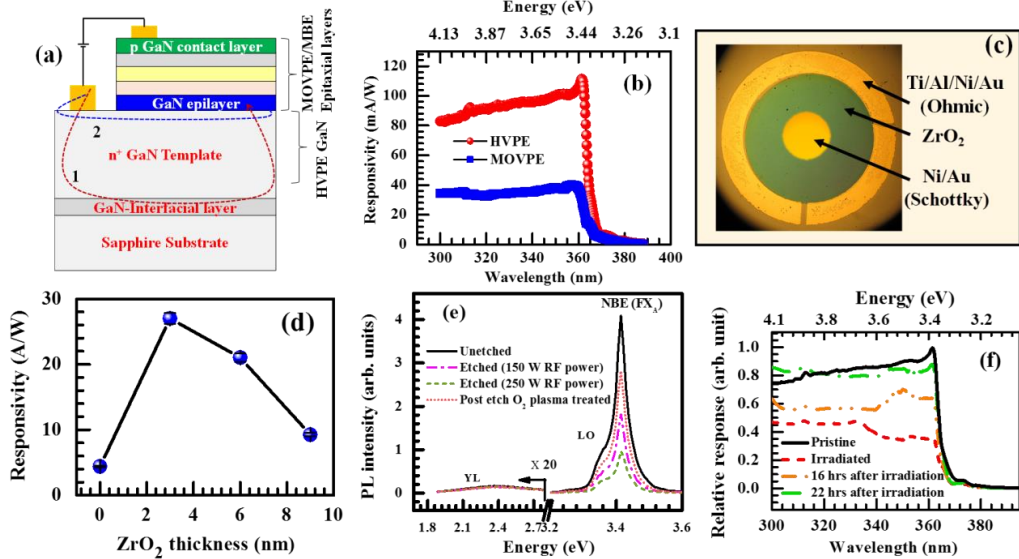 (a)
p GaN contact layer
GaN epilayer
MOVPE/MBE
Epitaxial layers
2
n⁺ GaN Template
1
HVPE GaN
GaN-Interfacial layer
Sapphire Substrate
Energy (eV)
4.13 3.87 3.65 3.44 3.26 3.1
(b)
Responsivity (m.A/W)
120
100
80
60
40
20
0
HVPE
MOVPE
300 320 340 360 380 400
Wavelength (nm)
(c)
Ti/Al/Ni/Au
(Ohmic)
ZrO₂
Ni/Au
(Schottky)
(d)
Responsivity (A/W)
30
20
10
0
0 2 4 6 8 10
ZrO₂ thickness (nm)
(e)
NBE (FX_A)
PL intensity (arb. units)
5
4
3
2
1
0
Unetched
Etched (150 W RF power)
Etched (250 W RF power)
Post etch O₂ plasma treated
LO
YL
X 20
1.8 2.1 2.4 2.7 3.2 3.4 3.6
Energy (eV)
Energy (eV)
4.1 3.8 3.6 3.4 3.2
(f)
Relative response (arb. unit)
1.0
0.8
0.6
0.4
0.2
0.0
Pristine
Irradiated
16 hrs after irradiation
22 hrs after irradiation
300 320 340 360 380
Wavelength (nm)